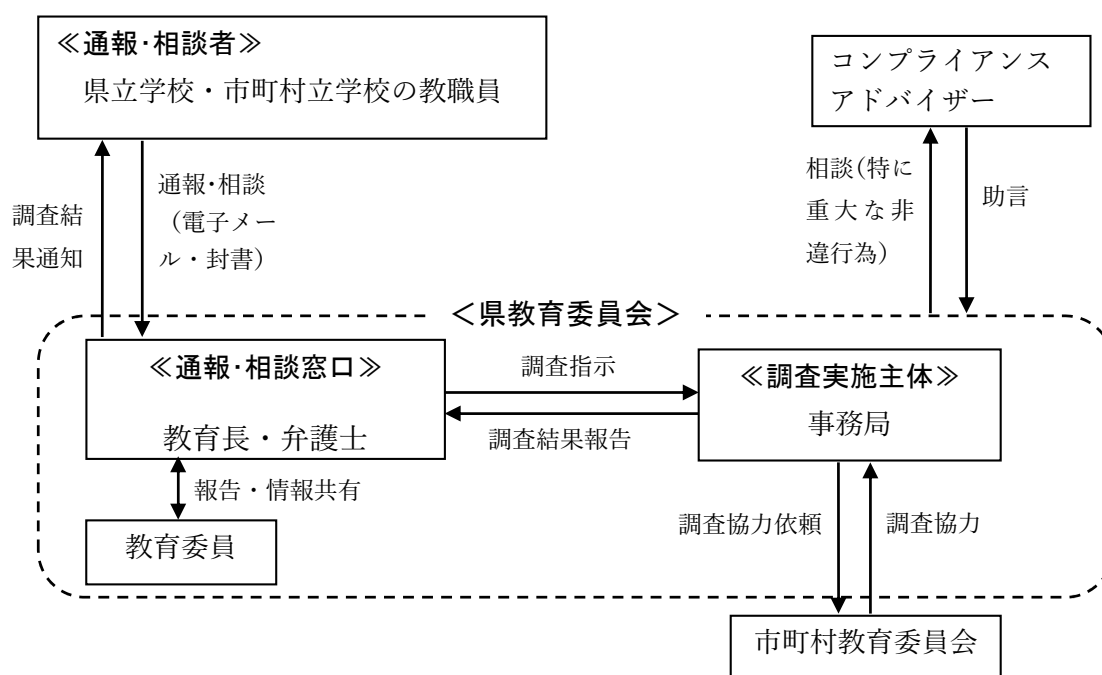 ≪通報・相談者≫
県立学校・市町村立学校の教職員
コンプライアンス
アドバイザー
調査結
果通知
通報・相談
（電子メー
ル・封書）
相談（特に
重大な非
違行為）
助言
＜県教育委員会＞
≪通報・相談窓口≫
教育長・弁護士
調査指示
調査結果報告
≪調査実施主体≫
事務局
報告・情報共有
教育委員
調査協力依頼
調査協力
市町村教育委員会